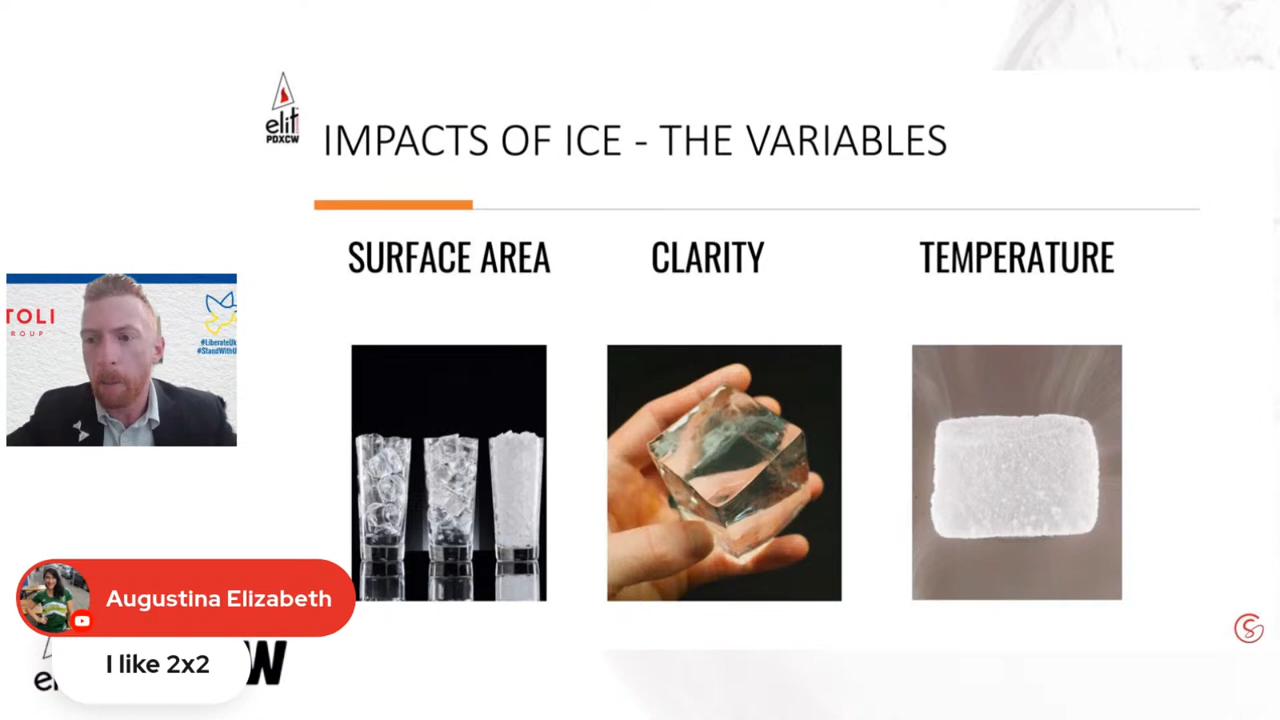 elit
PDXCW
IMPACTS OF ICE - THE VARIABLES
SURFACE AREA
CLARITY
TEMPERATURE
TOLI
ROUP
#LiberateUk
#StandWithU
Augustina Elizabeth
I like 2x2
el
W